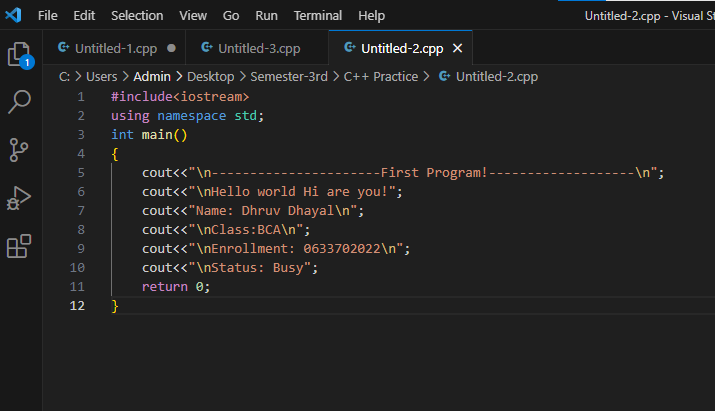 File Edit Selection View Go Run Terminal Help Untitled-2.cpp - Visual St
Untitled-1.cpp Untitled-3.cpp Untitled-2.cpp
C: > Users > Admin > Desktop > Semester-3rd > C++ Practice > Untitled-2.cpp
1
1 #include<iostream>
2 using namespace std;
3 int main()
4 {
5 cout<<"\n----------------------First Program!-------------------\n";
6 cout<<"\nHello world Hi are you!";
7 cout<<"Name: Dhruv Dhayal\n";
8 cout<<"\nClass:BCA\n";
9 cout<<"\nEnrollment: 0633702022\n";
10 cout<<"\nStatus: Busy";
11 return 0;
12 }